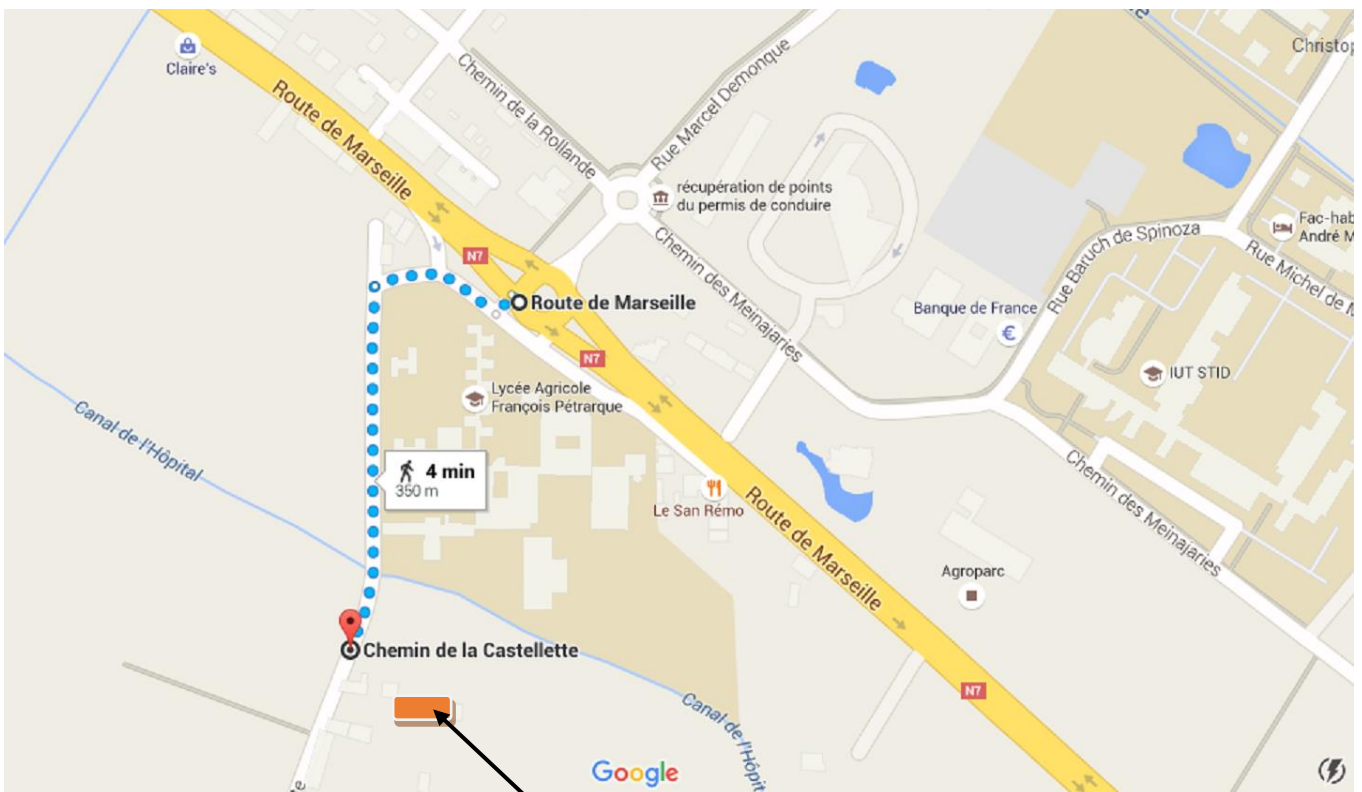 Claire's
Route de Marseille
Chemin de la Rollande
Rue Marcel Demonque
Christop
récupération de points
du permis de conduire
Fac-hab
André M
Rue Baruch de Spinoza
Rue Michel de M
Chemin des Meinajaries
N7
Route de Marseille
Banque de France
€
N7
IUT STID
Lycée Agricole
François Pétrarque
Canal de l'Hôpital
4 min
350 m
Le San Rémo
Route de Marseille
Chemin des Meinajaries
Agroparc
Chemin de la Castellette
N7
Canal de l'Hôpit
Google